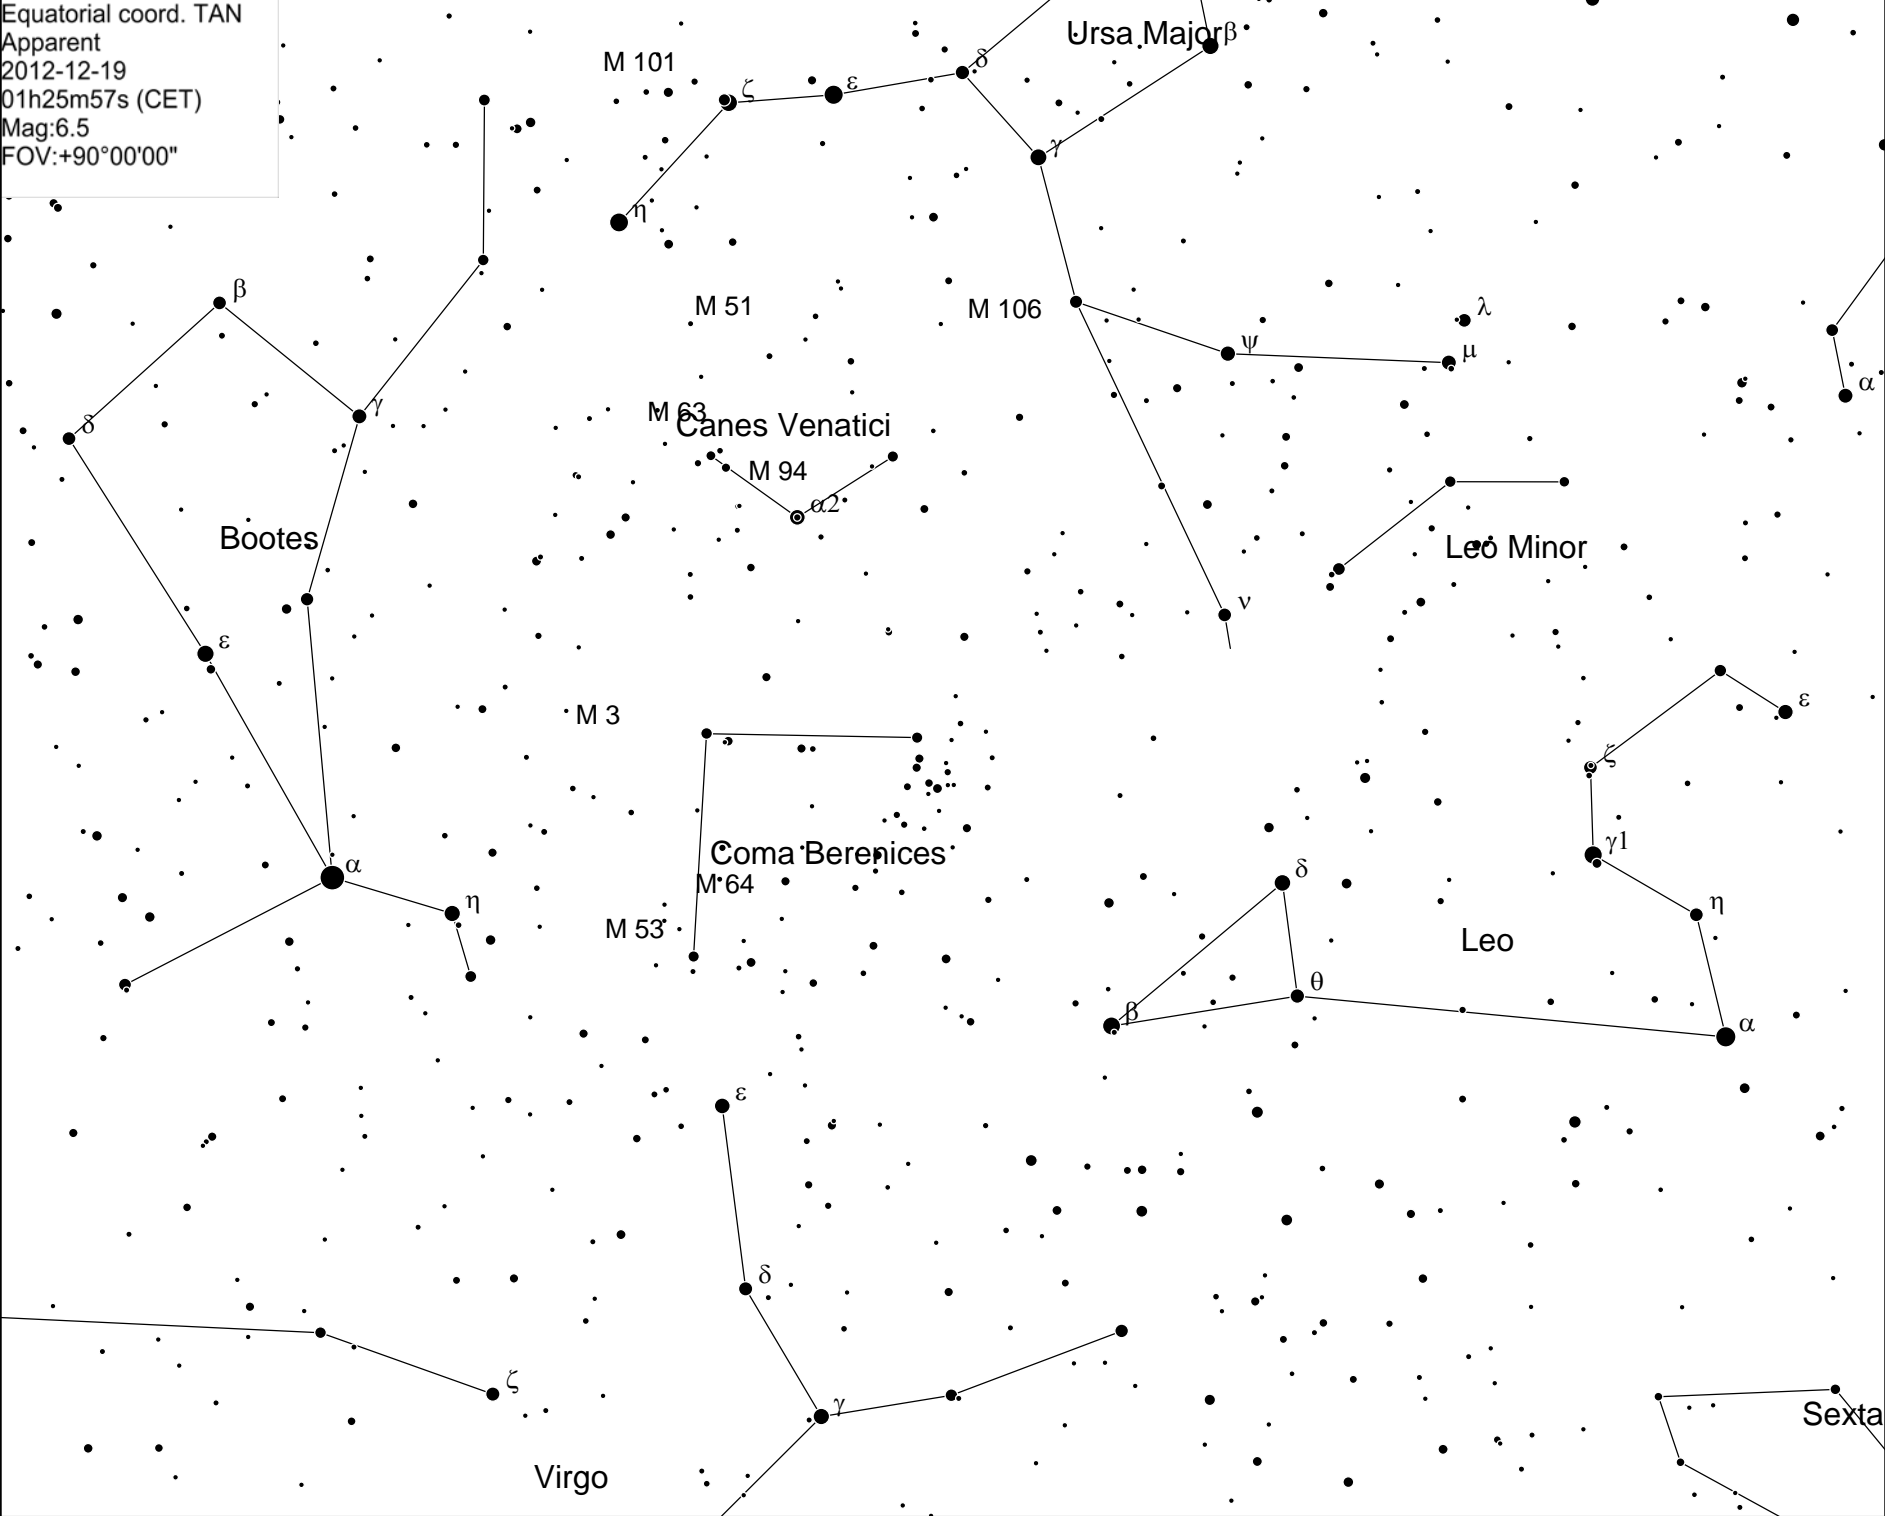 Equatorial coord. TAN
Apparent
2012-12-19
01h25m57s (CET)
Mag:6.5
FOV:+90°00'00"
Ursa Major
β
M 101
δ
ζ
ε
γ
η
β
M 51
M 106
λ
ψ
μ
α
γ
δ
M 63
Canes Venatici
M 94
α2
Bootes
Leo Minor
ν
ε
ε
M 3
ζ
γ1
Coma Berenices
α
δ
M 64
η
η
M 53
Leo
θ
β
α
ε
δ
ζ
γ
Sexta
Virgo